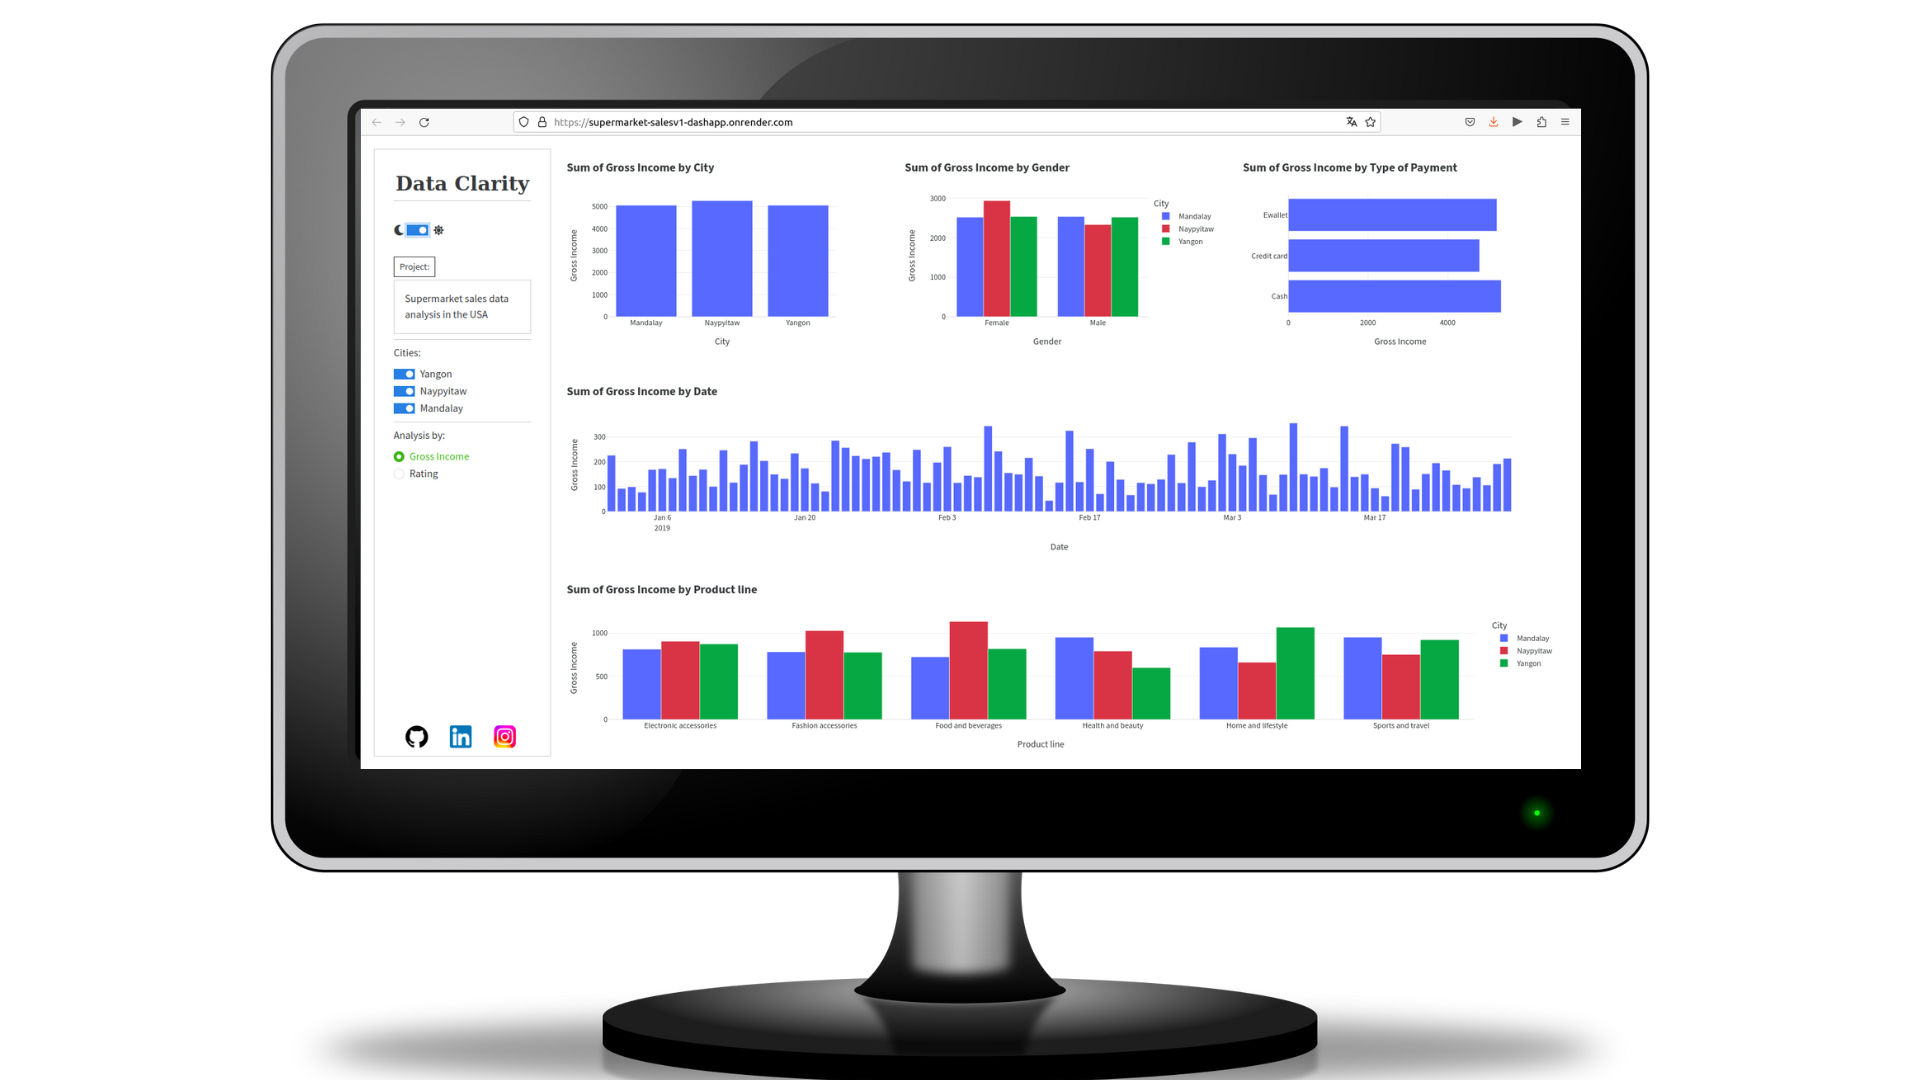 https://supermarket-salesv1-dashapp.onrender.com
Data Clarity
Project:
Supermarket sales data
analysis in the USA
Cities:
Yangon
Naypyitaw
Mandalay
Analysis by:
Gross Income
Rating
Sum of Gross Income by City
Gross Income
5000
4000
3000
2000
1000
0
Mandalay Naypyitaw Yangon
City
Sum of Gross Income by Gender
Gross Income
3000
2000
1000
0
Female Male
Gender
City
Mandalay
Naypyitaw
Yangon
Sum of Gross Income by Type of Payment
Ewallet
Credit card
Cash
0 2000 4000
Gross Income
Sum of Gross Income by Date
Gross Income
300
200
100
0
Jan 6 Jan 20 Feb 3 Feb 17 Mar 3 Mar 17
2019
Date
Sum of Gross Income by Product line
Gross Income
1000
500
0
Electronic accessories Fashion accessories Food and beverages Health and beauty Home and lifestyle Sports and travel
Product line
City
Mandalay
Naypyitaw
Yangon
in